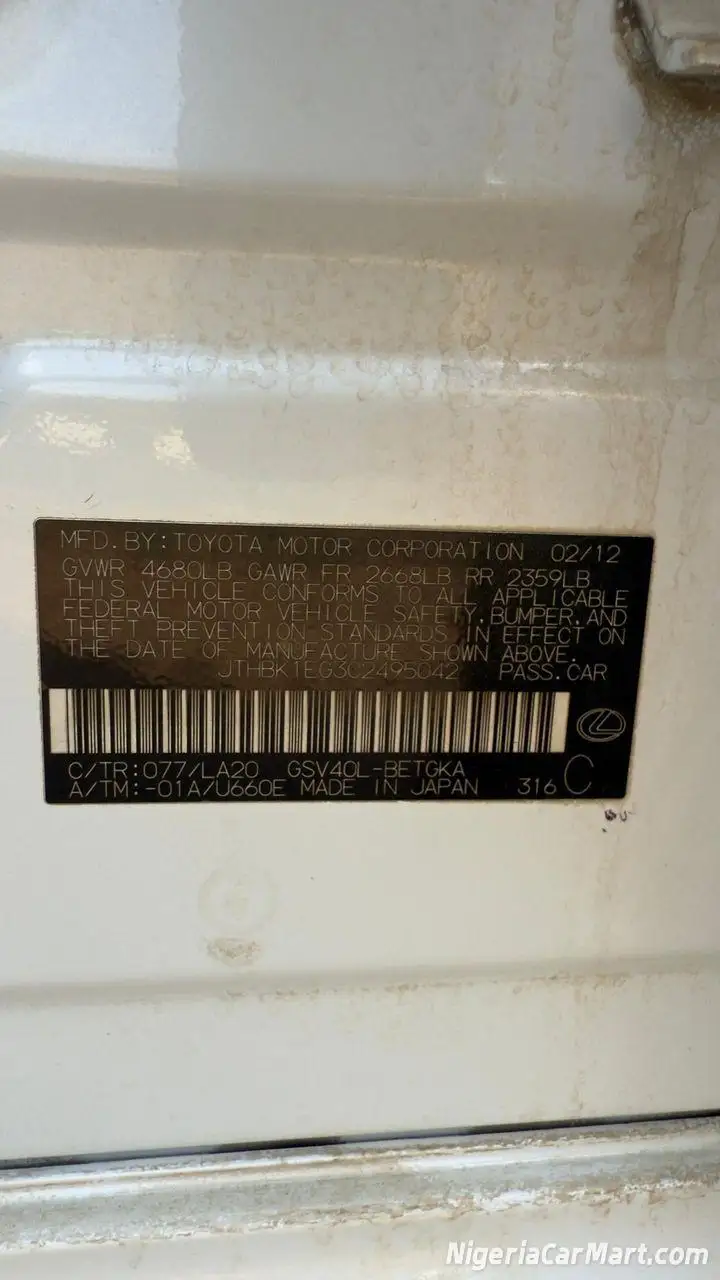 MFD.BY:TOYOTA MOTOR CORPORATION 02/12
GVWR 4680LB GAWR FR 2668LB RR 2359LB
THIS VEHICLE CONFORMS TO ALL APPLICABLE
FEDERAL MOTOR VEHICLE SAFETY,BUMPER,AND
THEFT PREVENTION STANDARDS IN EFFECT ON
THE DATE OF MANUFACTURE SHOWN ABOVE.
JTHBK1EG3C2495042 PASS.CAR
C/TR:077/LA20 GSV40L-BETGKA
A/TM:-01A/U660E MADE IN JAPAN 316 C
NigeriaCarMart.com